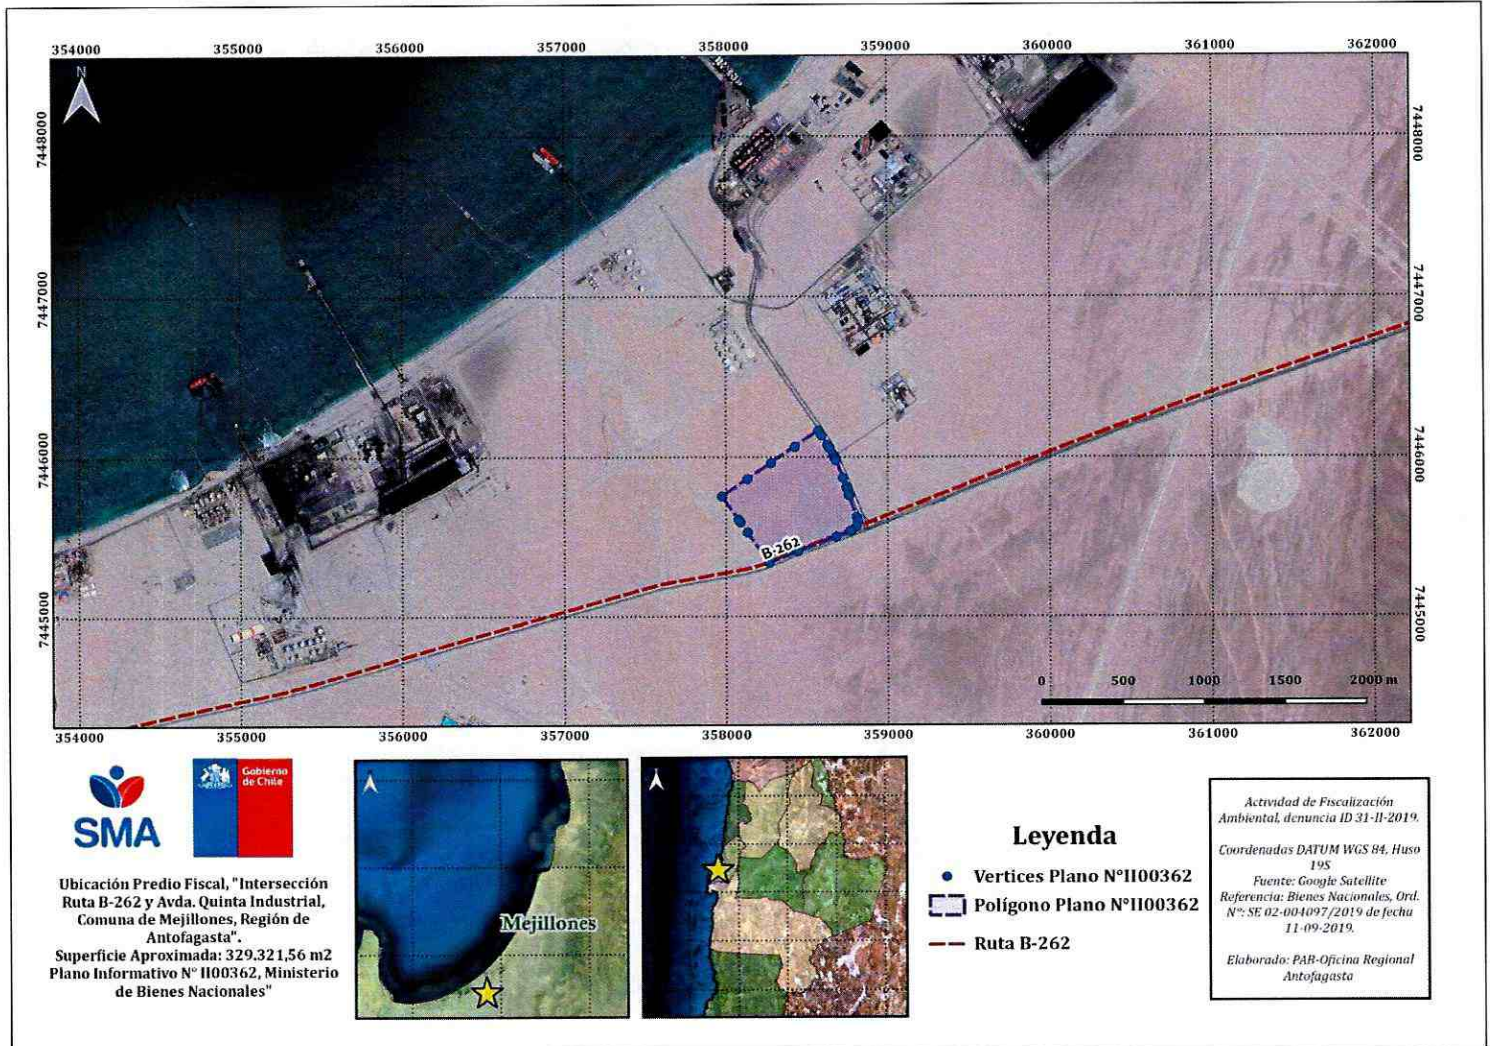 354000 355000 356000 357000 358000 359000 360000 361000 362000
N
7448000
7447000
7446000
7445000
7448000
7447000
7446000
7445000
B-262
0 500 1000 1500 2000 m
354000 355000 356000 357000 358000 359000 360000 361000 362000
SMA
Gobierno
de Chile
Ubicación Predio Fiscal, "Intersección
Ruta B-262 y Avda. Quinta Industrial,
Comuna de Mejillones, Región de
Antofagasta".
Superficie Aproximada: 329.321,56 m2
Plano Informativo N° II00362, Ministerio
de Bienes Nacionales"
Mejillones
Leyenda
Vertices Plano N°II00362
Polígono Plano N°II00362
Ruta B-262
Actividad de Fiscalización
Ambiental, denuncia ID 31-II-2019.
Coordenadas DATUM WGS 84, Huso
19S
Fuente: Google Satellite
Referencia: Bienes Nacionales, Ord.
N°: SE 02-004097/2019 de fecha
11-09-2019.
Elaborado: PAB-Oficina Regional
Antofagasta